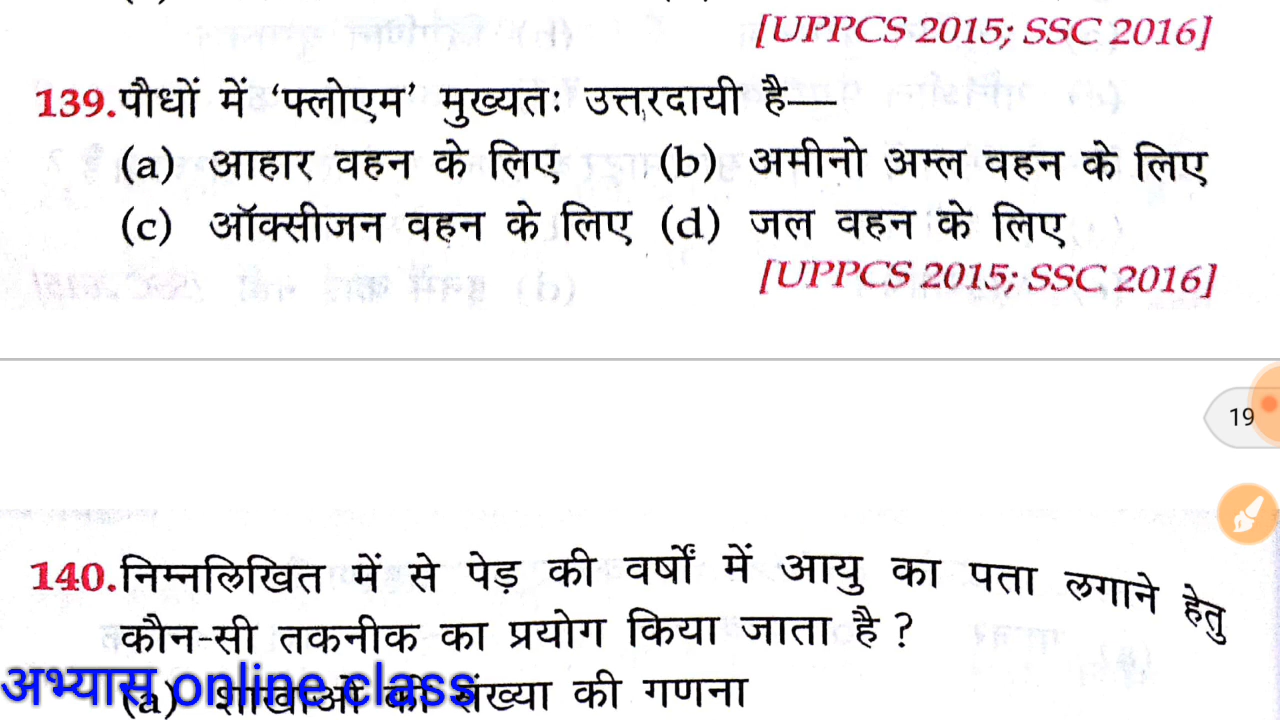 [UPPCS 2015; SSC 2016]
139. पौधों में ‘फ्लोएम’ मुख्यतः उत्तरदायी है—
(a) आहार वहन के लिए (b) अमीनो अम्ल वहन के लिए
(c) ऑक्सीजन वहन के लिए (d) जल वहन के लिए
[UPPCS 2015; SSC 2016]
19
140. निम्नलिखित में से पेड़ की वर्षों में आयु का पता लगाने हेतु
कौन-सी तकनीक का प्रयोग किया जाता है ?
(a) शाखाओं की संख्या की गणना
अभ्यास online class